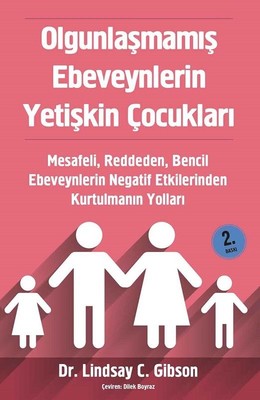 Olgunlaşmamış
Ebeveynlerin
Yetişkin Çocukları
Mesafeli, Reddeden, Bencil
Ebeveynlerin Negatif Etkilerinden
Kurtulmanın Yolları
2.
BASKI
Dr. Lindsay C. Gibson
Çeviren: Dilek Boyraz